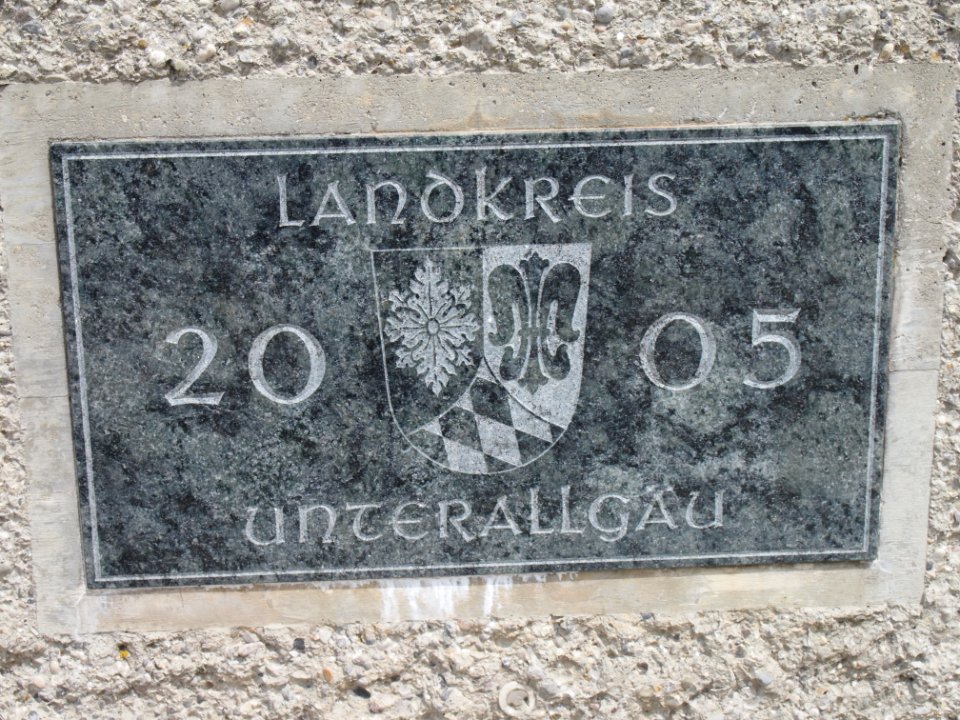 LANDKREIS
20 05
UNTERALLGÄU